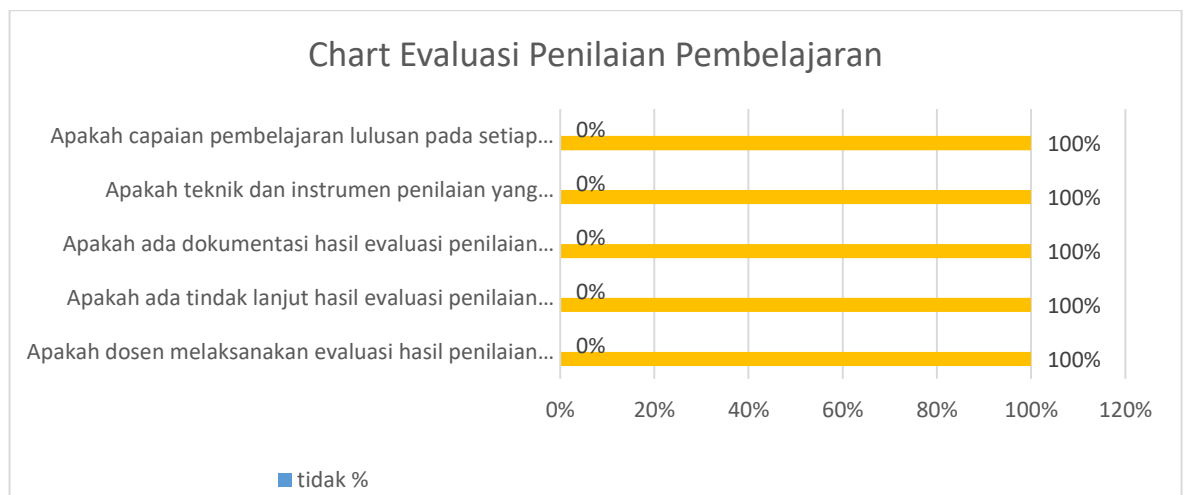 Chart Evaluasi Penilaian Pembelajaran
Apakah capaian pembelajaran lulusan pada setiap... 0% 100%
Apakah teknik dan instrumen penilaian yang... 0% 100%
Apakah ada dokumentasi hasil evaluasi penilaian... 0% 100%
Apakah ada tindak lanjut hasil evaluasi penilaian... 0% 100%
Apakah dosen melaksanakan evaluasi hasil penilaian... 0% 100%
0% 20% 40% 60% 80% 100% 120%
tidak %